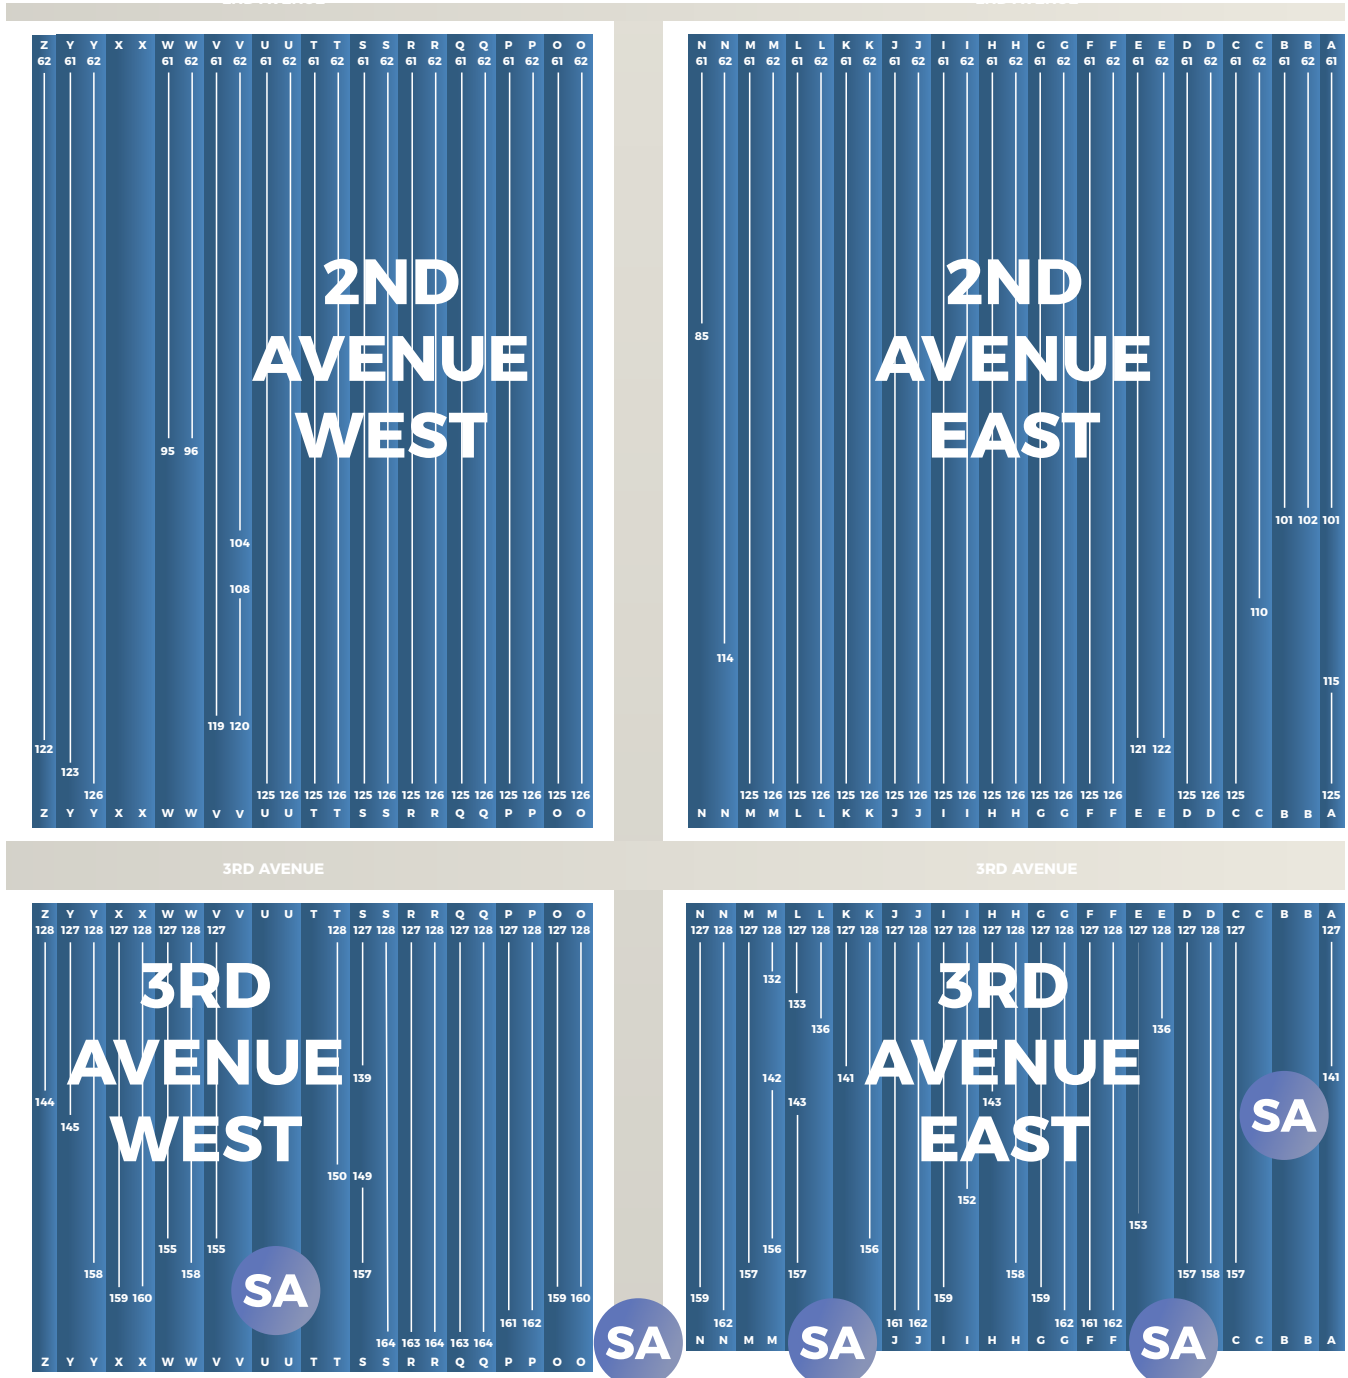 2ND AVENUE 2ND AVENUE
Z Y Y X X W W V V U U T T S S R R Q Q P P O O N N M M L L K K J J I I H H G G F F E E D D C C B B A
62 61 62 61 62 61 62 61 62 61 62 61 62 61 62 61 62 61 62 61 62 61 62 61 62 61 62 61 62 61 62 61 62 61 62 61 62 61 62 61 62 61 62 61 62 61 62 61
2ND 2ND
85
AVENUE AVENUE
WEST EAST
95 96
101 102 101
104
108
110
114
115
119 120
122 121 122
123
126 125 126 125 126 125 126 125 126 125 126 125 126 125 126 125 126 125 126 125 126 125 126 125 126 125 126 125 126 125 126 125 126 125 125
Z Y Y X X W W V V U U T T S S R R Q Q P P O O N N M M L L K K J J I I H H G G F F E E D D C C B B A
3RD AVENUE 3RD AVENUE
Z Y Y X X W W V V U U T T S S R R Q Q P P O O N N M M L L K K J J I I H H G G F F E E D D C C B B A
128 127 128 127 128 127 128 127 128 127 128 127 128 127 128 127 128 127 128 127 128 127 128 127 128 127 128 127 128 127 128 127 128 127 128 127 128 127 128 127 127
3RD 3RD
132
133
136 136
AVENUE AVENUE
139 142 141 141
144 143 143
145
WEST EAST
SA
150 149
152
153
155 155 156 156
158 158 157 157 157 158 157 158 157
159 160 159 160 159 159 159
SA
161 162 162 161 162 162 161 162
164 163 164 163 164
SA SA SA
N N M M J J I I H H G G F F C C B B A
Z Y Y X X W W V V U U T T S S R R Q Q P P O O